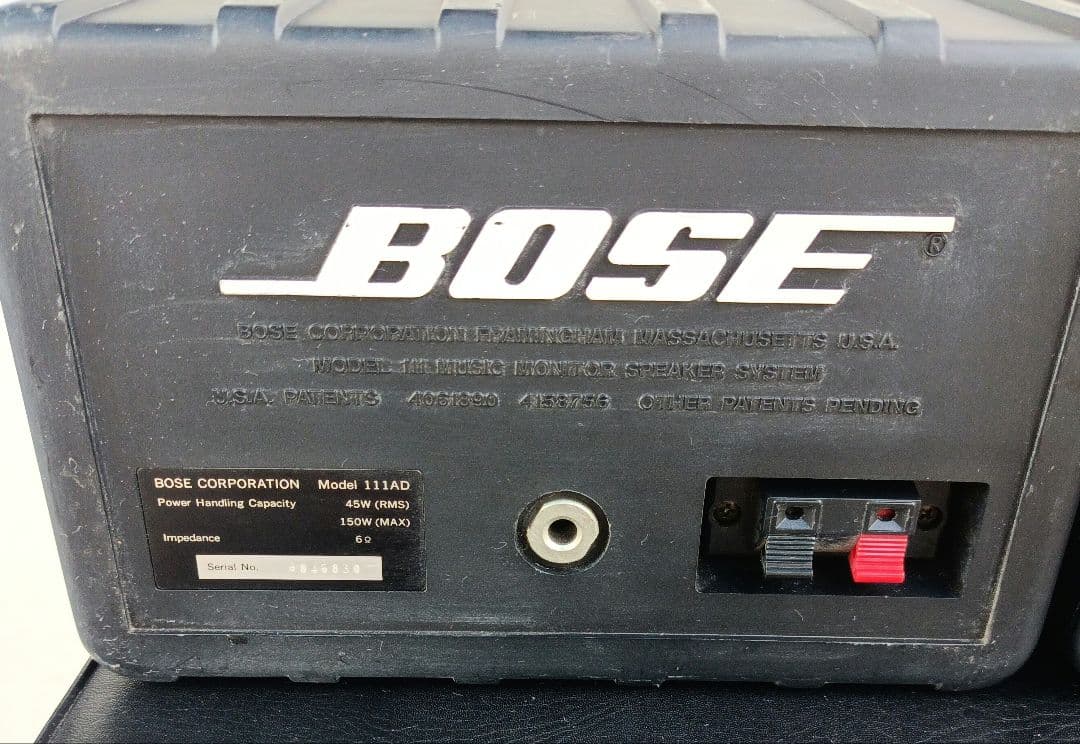 BOSE®
BOSE CORPORATION FRAMINGHAM MASSACHUSETTS U.S.A.
MODEL 111 MUSIC MONITOR SPEAKER SYSTEM
U.S.A. PATENTS 4061890 4158756 OTHER PATENTS PENDING
BOSE CORPORATION Model 111AD
Power Handling Capacity 45W (RMS)
150W (MAX)
Impedance 6Ω
Serial No.